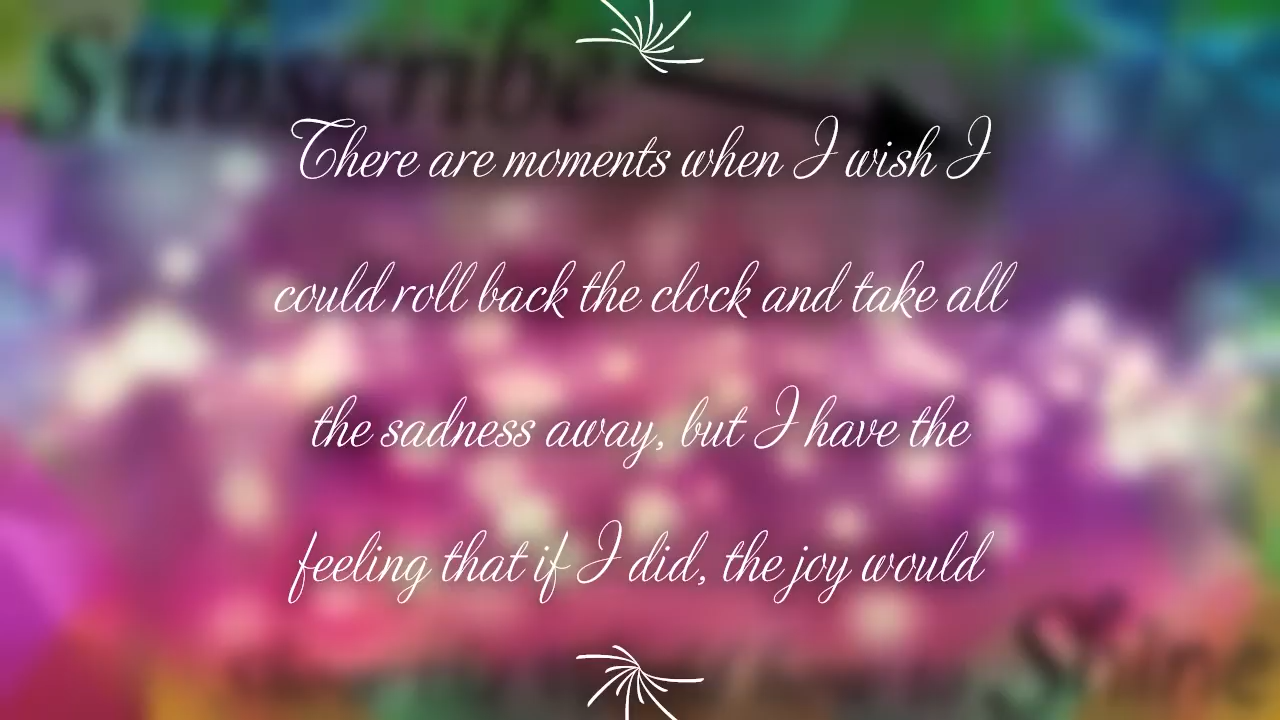 Subscribe
There are moments when I wish I
could roll back the clock and take all
the sadness away, but I have the
feeling that if I did, the joy would